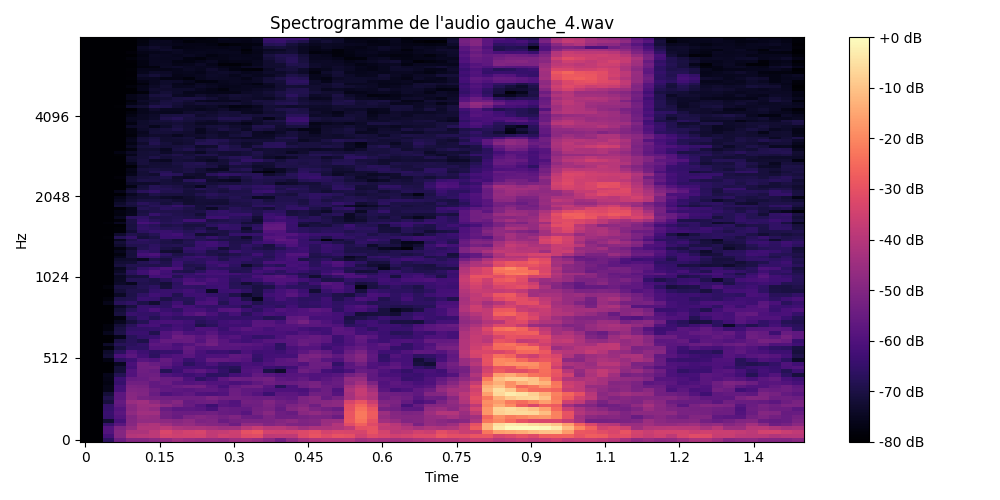 Spectrogramme de l'audio gauche_4.wav
Hz
4096
2048
1024
512
0
0 0.15 0.3 0.45 0.6 0.75 0.9 1.1 1.2 1.4
Time
+0 dB
-10 dB
-20 dB
-30 dB
-40 dB
-50 dB
-60 dB
-70 dB
-80 dB